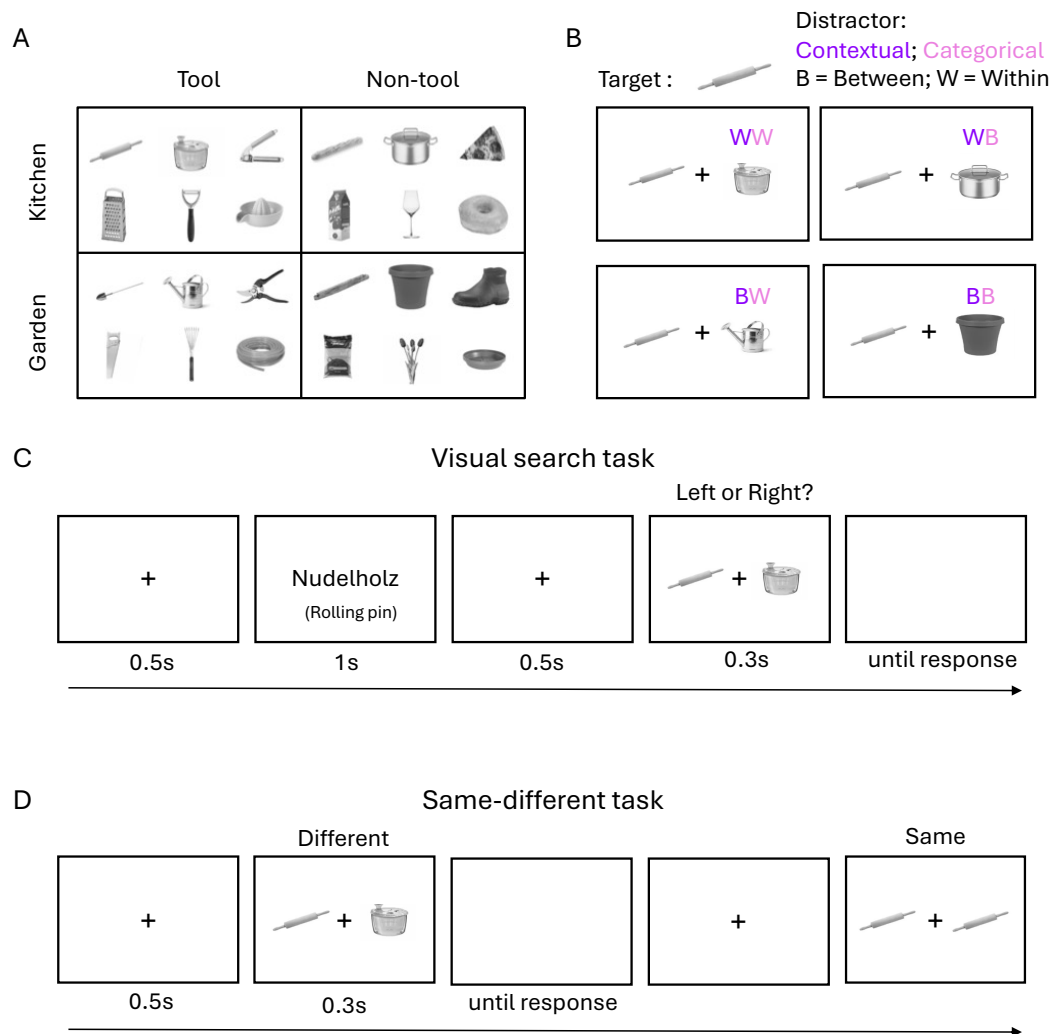 A
Tool
Non-tool
Kitchen
Garden
B
Distractor:
Contextual; Categorical
Target : B = Between; W = Within
WW
WB
+
+
BW
BB
+
+
C
Visual search task
Left or Right?
+
Nudelholz
(Rolling pin)
+
+
0.5s
1s
0.5s
0.3s
until response
D
Same-different task
Different
Same
+
+
+
+
0.5s
0.3s
until response